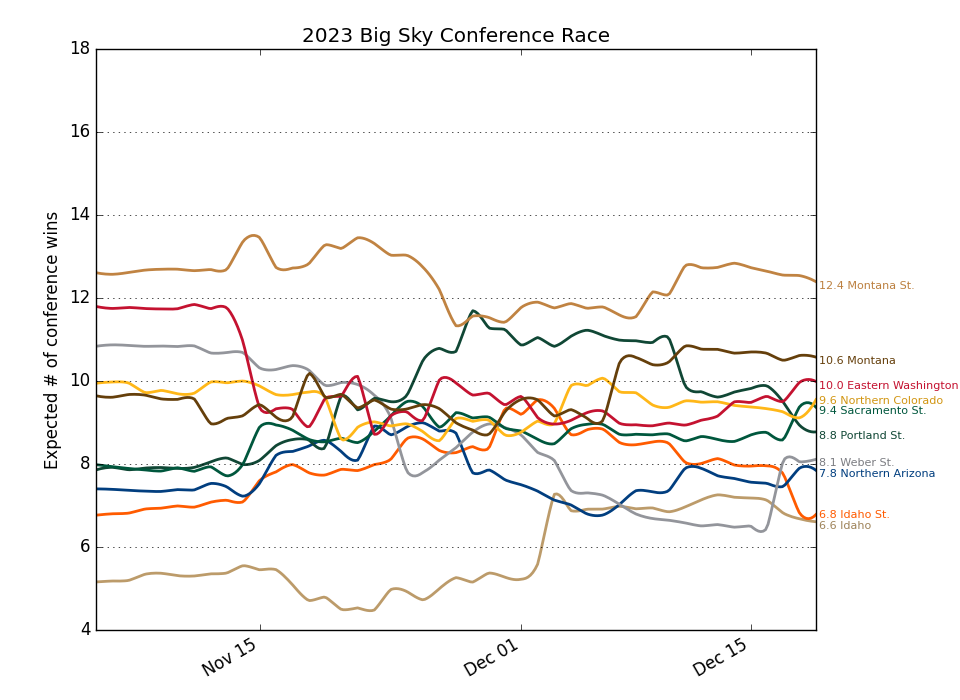 2023 Big Sky Conference Race
Expected # of conference wins
18
16
14
12
10
8
6
4
Nov 15
Dec 01
Dec 15
12.4 Montana St.
10.6 Montana
10.0 Eastern Washington
9.6 Northern Colorado
9.4 Sacramento St.
8.8 Portland St.
8.1 Weber St.
7.8 Northern Arizona
6.8 Idaho St.
6.6 Idaho